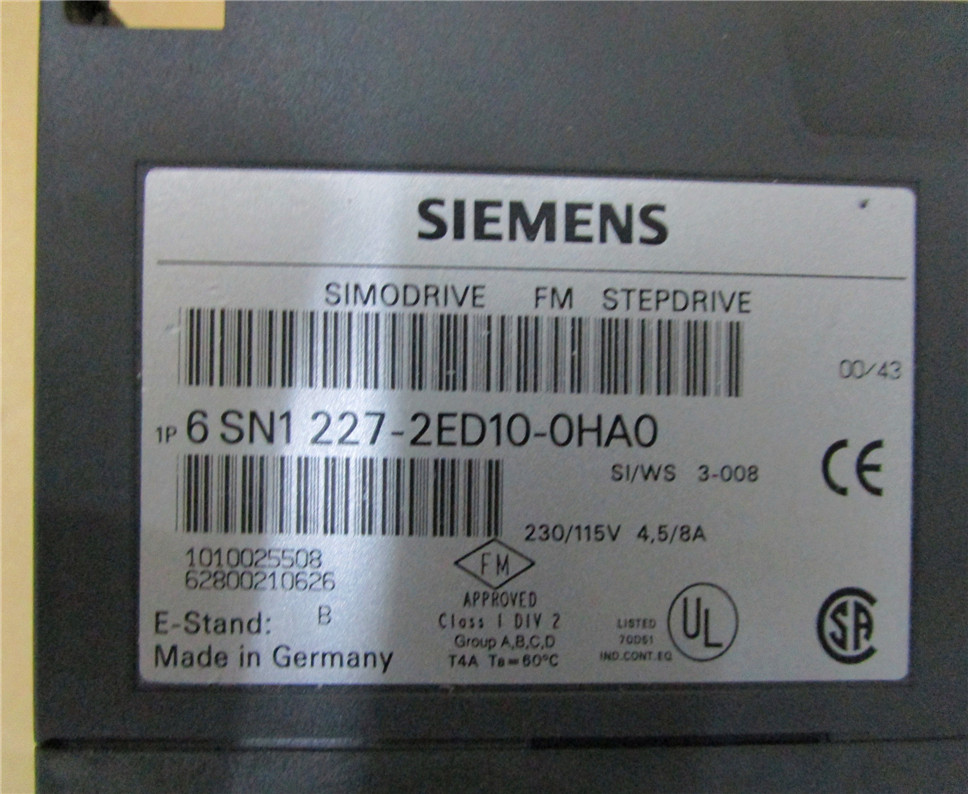 SIEMENS
SIMODRIVE FM STEPDRIVE
00/43
1P 6 SN1 227-2ED10-0HA0
SI/WS 3-008
CE
230/115V 4,5/8A
1010025508
62800210626
FM
APPROVED
Class I DIV 2
Group A,B,C,D
T4A Ta=60°C
E-Stand: B
Made in Germany
LISTED
70D51
IND.CONT.EQ
UL
SA